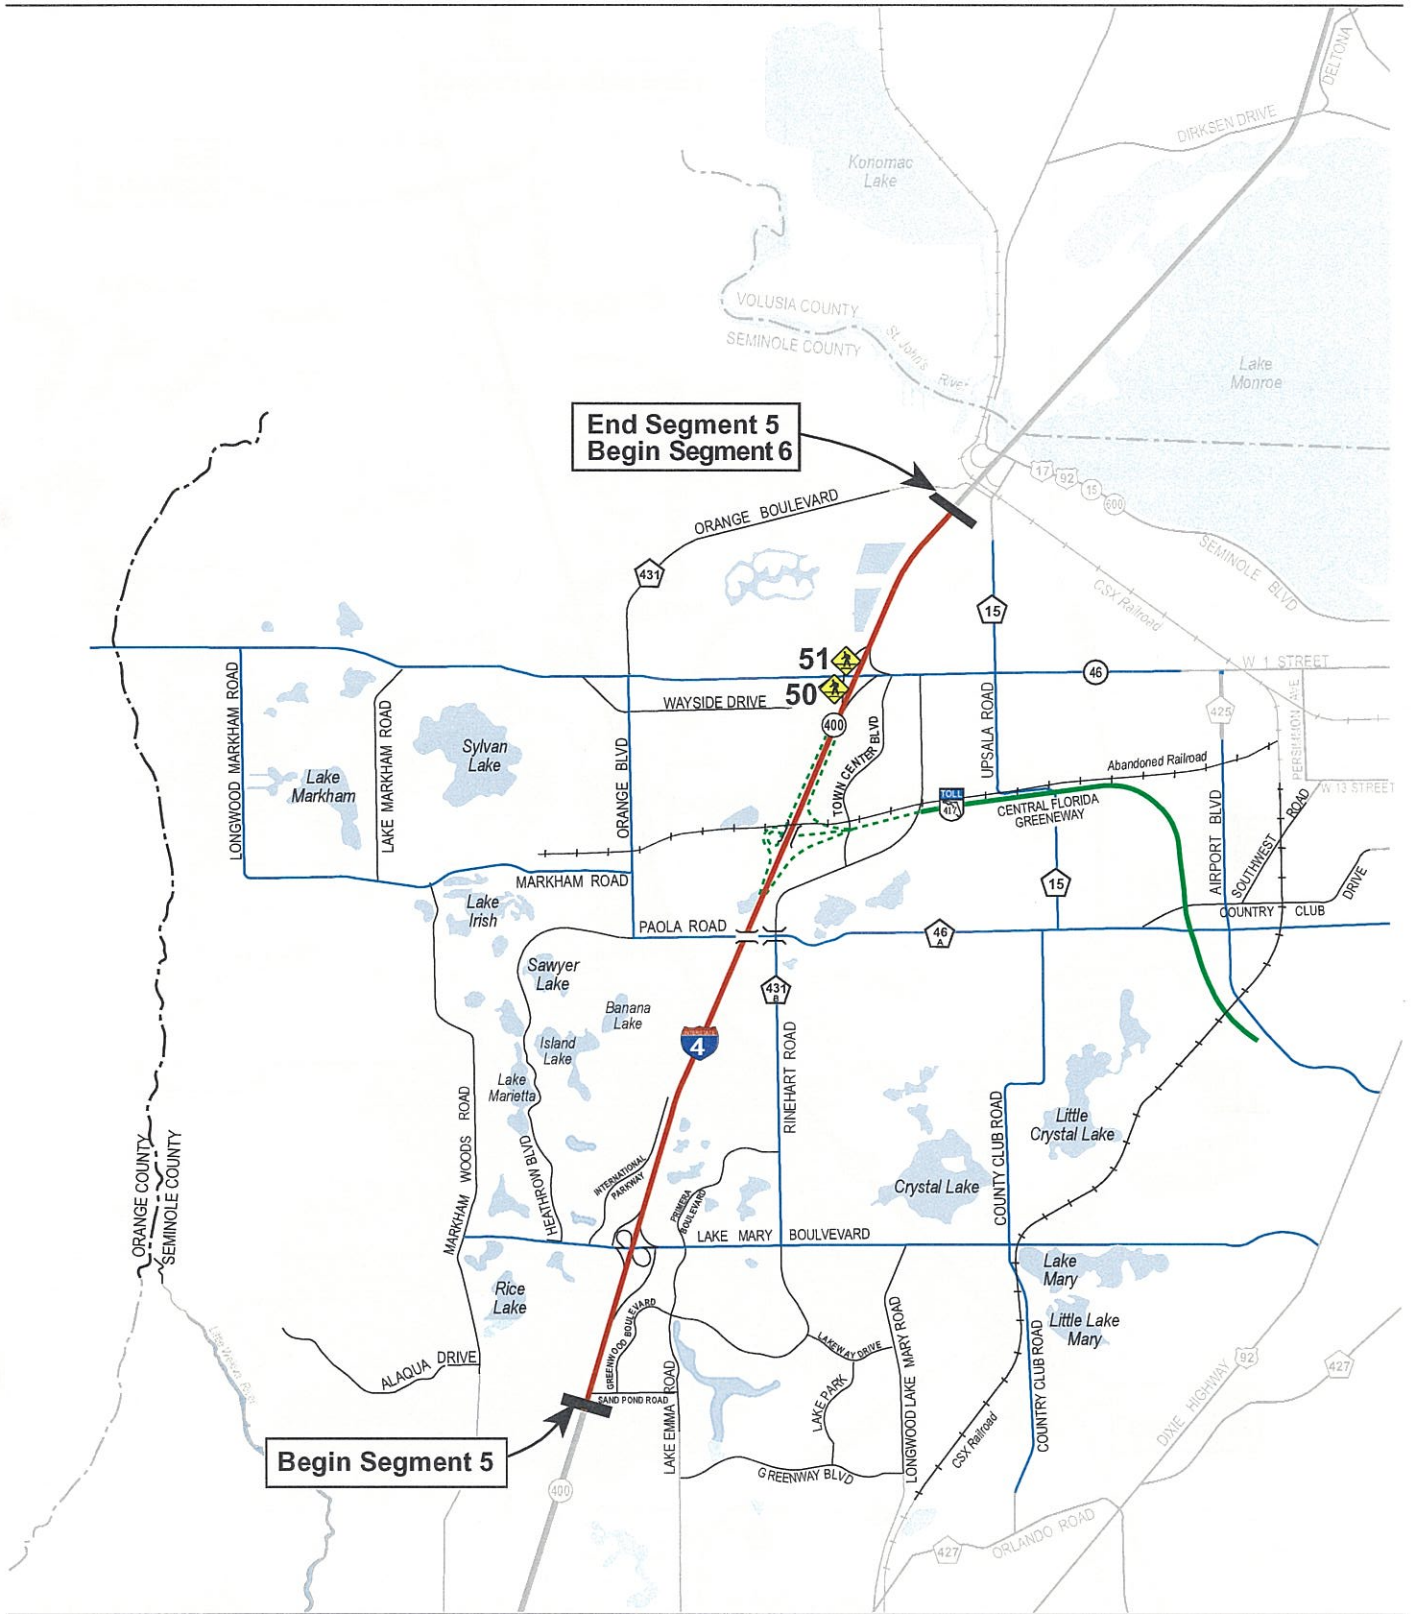 DELTONA
DIRKSEN DRIVE
Konomac
Lake
VOLUSIA COUNTY
SEMINOLE COUNTY
St. John's
River
Lake
Monroe
End Segment 5
Begin Segment 6
17
92
15
600
ORANGE BOULEVARD
SEMINOLE BLVD
431
CSX Railroad
15
51
50
46
W 1 STREET
WAYSIDE DRIVE
LONGWOOD MARKHAM ROAD
LAKE MARKHAM ROAD
Sylvan
Lake
Lake
Markham
ORANGE BLVD
400
TOWN CENTER BLVD
UPSALA ROAD
425
PERSIMMON AVE
Abandoned Railroad
TOLL
417
CENTRAL FLORIDA
GREENEWAY
W 13 STREET
AIRPORT BLVD
SOUTHWEST ROAD
MARKHAM ROAD
15
COUNTRY CLUB DRIVE
Lake
Irish
PAOLA ROAD
46
A
Sawyer
Lake
431
B
Banana
Lake
INTERSTATE
4
Island
Lake
RINEHART ROAD
Lake
Marietta
MARKHAM WOODS ROAD
HEATHROW BLVD
INTERNATIONAL
PARKWAY
PRIMERA
BOULEVARD
COUNTY CLUB ROAD
Little
Crystal Lake
Crystal Lake
ORANGE COUNTY
SEMINOLE COUNTY
LAKE MARY BOULVEVARD
Lake
Mary
Rice
Lake
Little Lake
Mary
GREENWOOD BOULEVARD
LAKEWAY DRIVE
LONGWOOD LAKE MARY ROAD
COUNTRY CLUB ROAD
ALAQUA DRIVE
SAND POND ROAD
LAKE EMMA ROAD
LAKE PARK
92
427
DIXIE HIGHWAY
CSX Railroad
Begin Segment 5
GREENWAY BLVD
400
427
ORLANDO ROAD